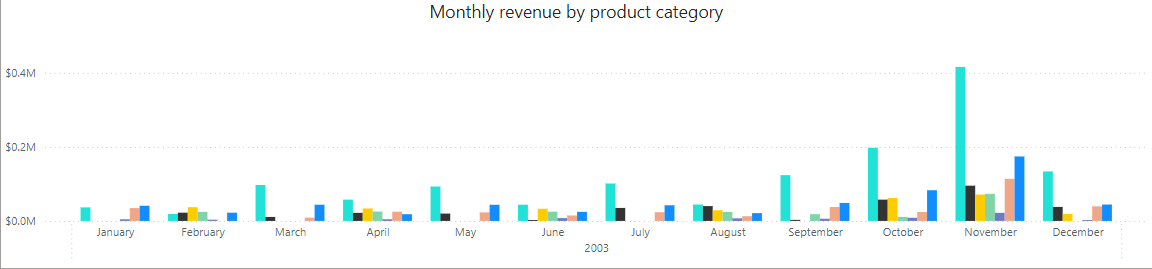 Monthly revenue by product category
$0.4M
$0.2M
$0.0M
January February March April May June July August September October November December
2003